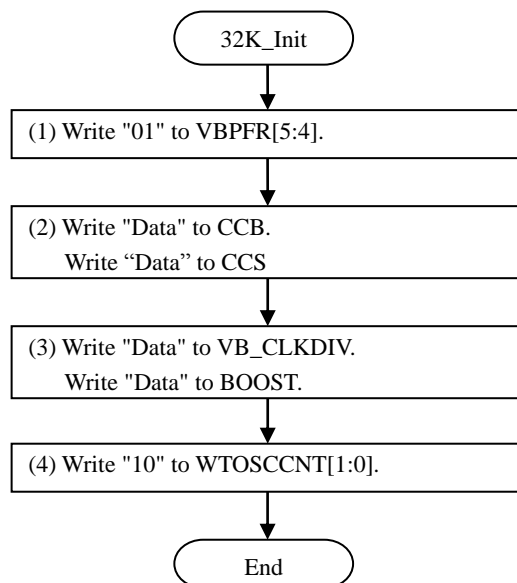 32K_Init
(1) Write "01" to VBPFR[5:4].
(2) Write "Data" to CCB.
Write “Data” to CCS
(3) Write "Data" to VB_CLKDIV.
Write "Data" to BOOST.
(4) Write "10" to WTOSCCNT[1:0].
End